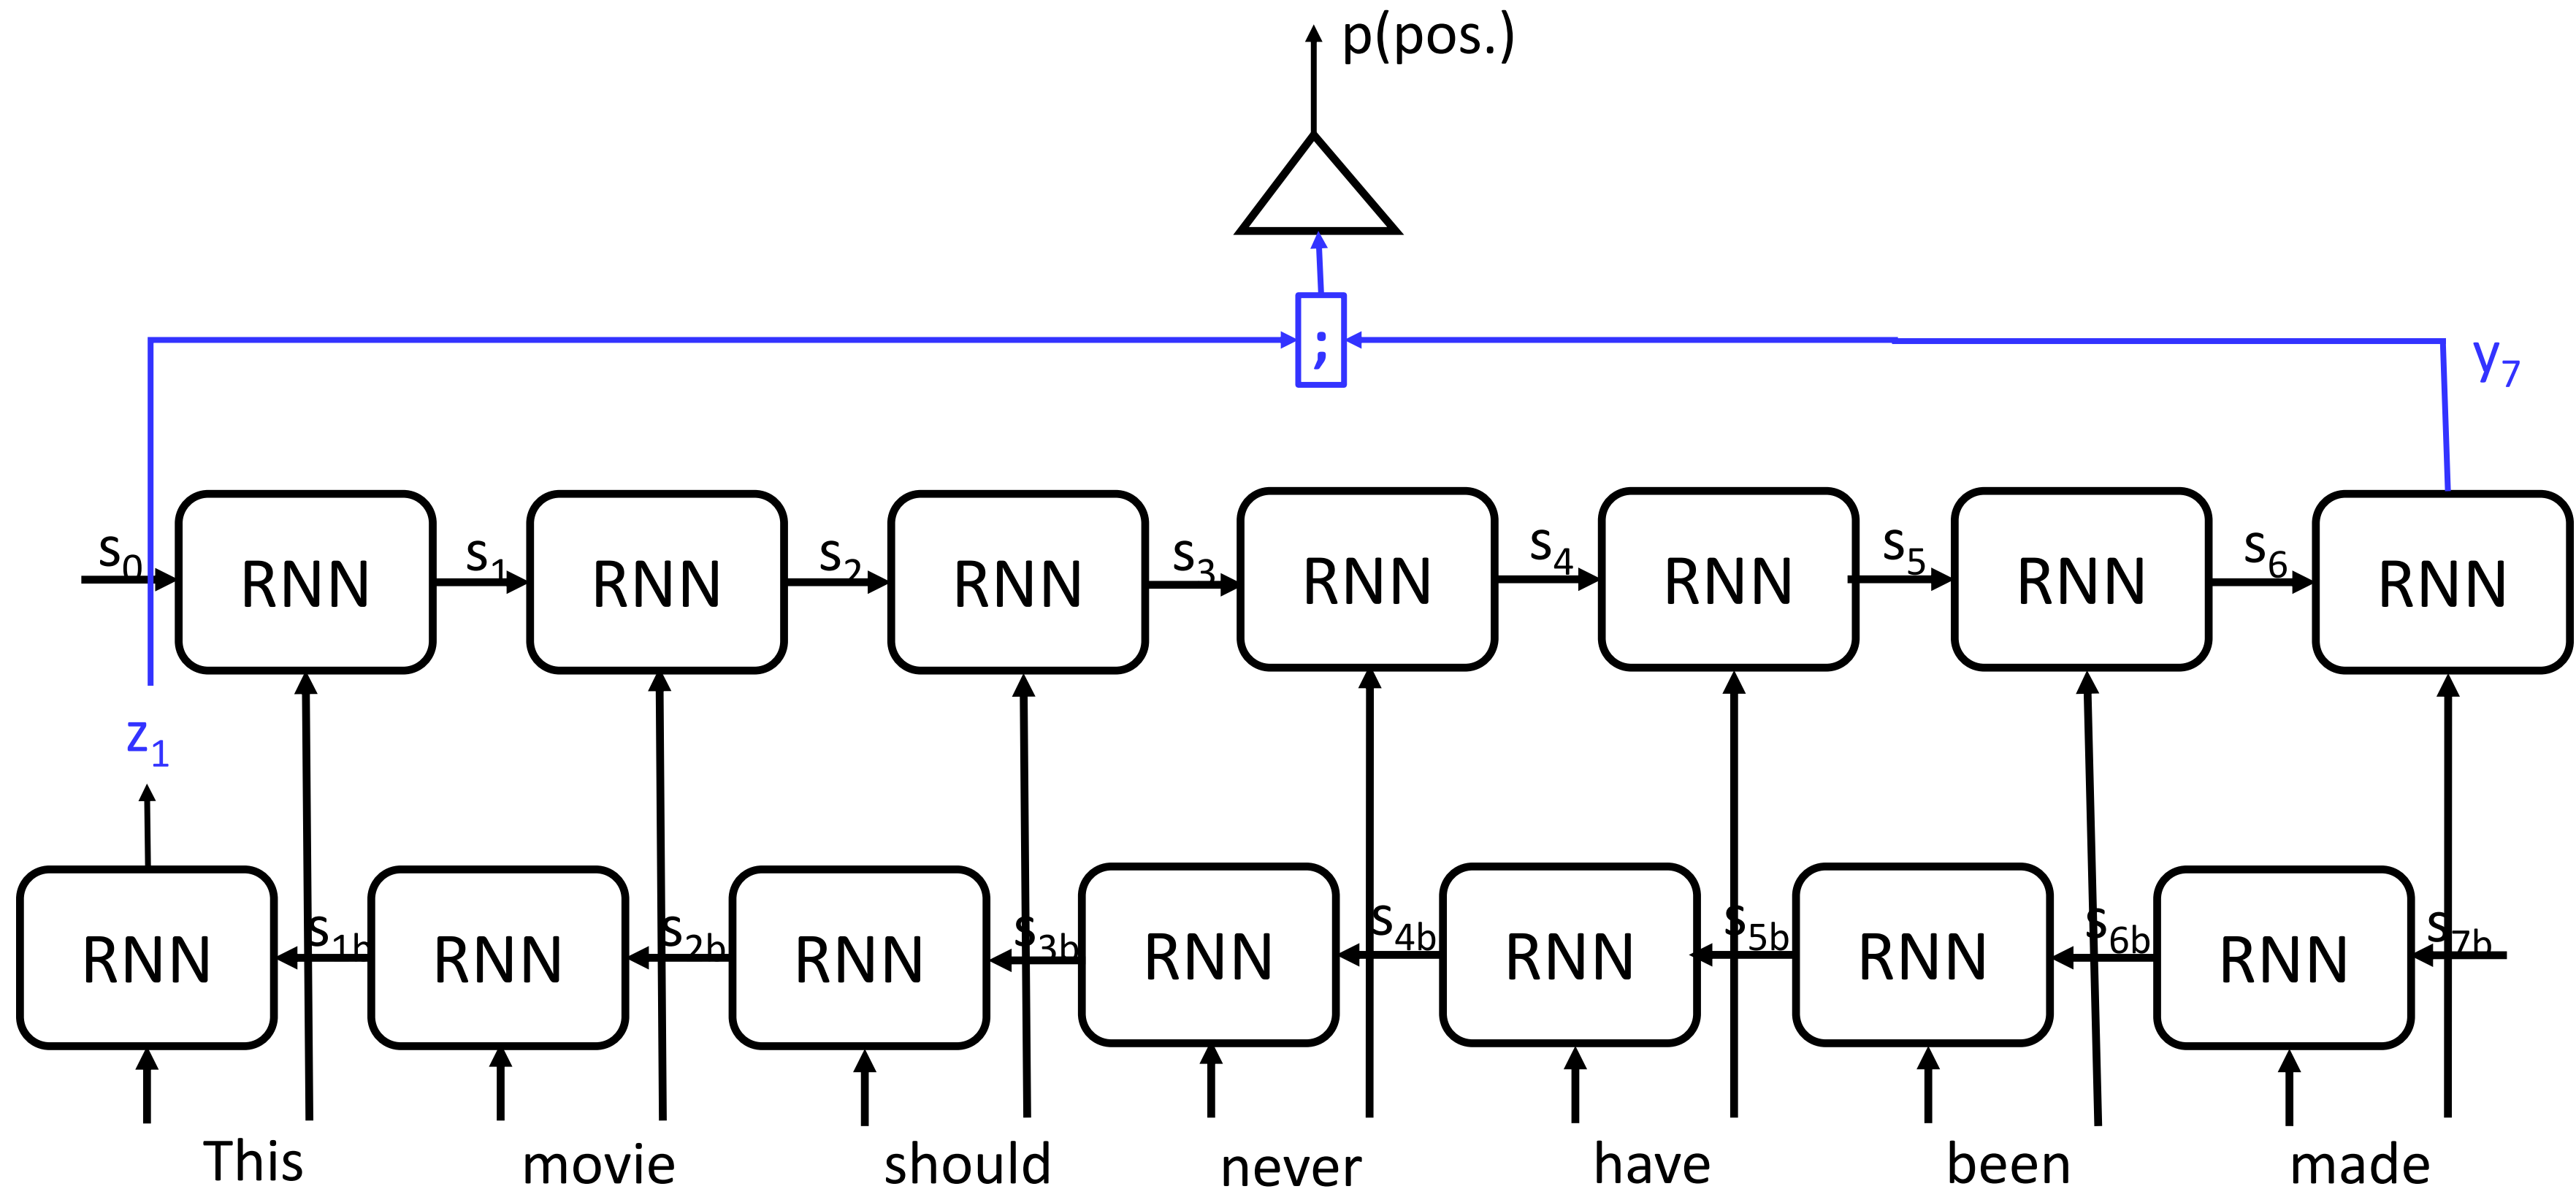 p(pos.)
;
y7
s0 RNN s1 RNN s2 RNN s3 RNN s4 RNN s5 RNN s6 RNN
z1
RNN s1b RNN s2b RNN s3b RNN s4b RNN s5b RNN s6b RNN s7b
This movie should never have been made